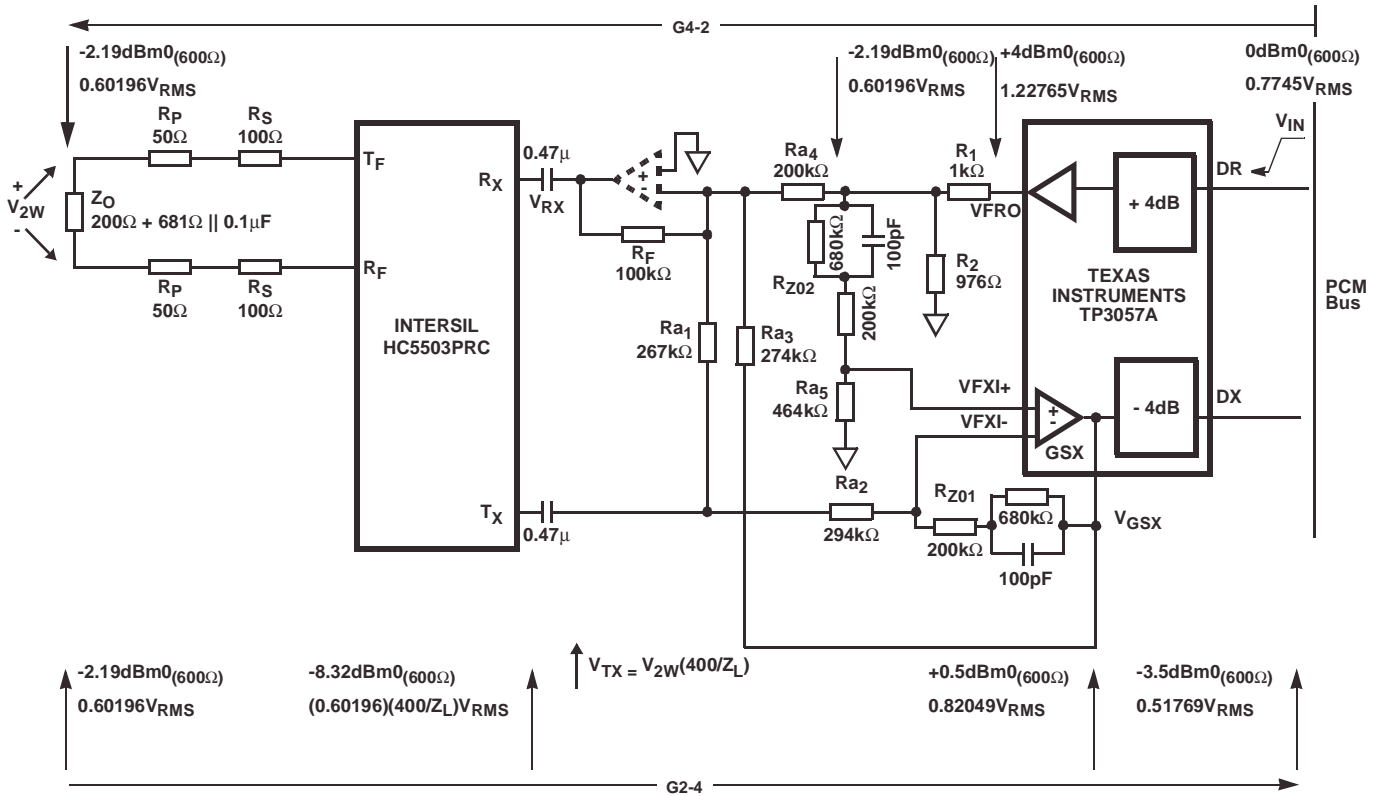 G4-2
-2.19dBm0(600Ω)
0.60196VRMS
-2.19dBm0(600Ω)
0.60196VRMS
+4dBm0(600Ω)
1.22765VRMS
0dBm0(600Ω)
0.7745VRMS
RP
50Ω
RS
100Ω
TF
0.47µ
RX
VRX
+
-
Ra4
200kΩ
R1
1kΩ
VFRO
+ 4dB
DR
VIN
+
V2W
-
ZO
200Ω + 681Ω || 0.1µF
RF
100kΩ
680kΩ
100pF
R2
976Ω
RF
RP
50Ω
RS
100Ω
INTERSIL
HC5503PRC
RZ02
200kΩ
TEXAS
INSTRUMENTS
TP3057A
PCM
Bus
Ra1
267kΩ
Ra3
274kΩ
Ra5
464kΩ
VFXI+
VFXI-
+
-
GSX
- 4dB
DX
TX
0.47µ
Ra2
294kΩ
RZ01
200kΩ
680kΩ
100pF
VGSX
-2.19dBm0(600Ω)
0.60196VRMS
-8.32dBm0(600Ω)
(0.60196)(400/ZL)VRMS
VTX = V2W(400/ZL)
+0.5dBm0(600Ω)
0.82049VRMS
-3.5dBm0(600Ω)
0.51769VRMS
G2-4